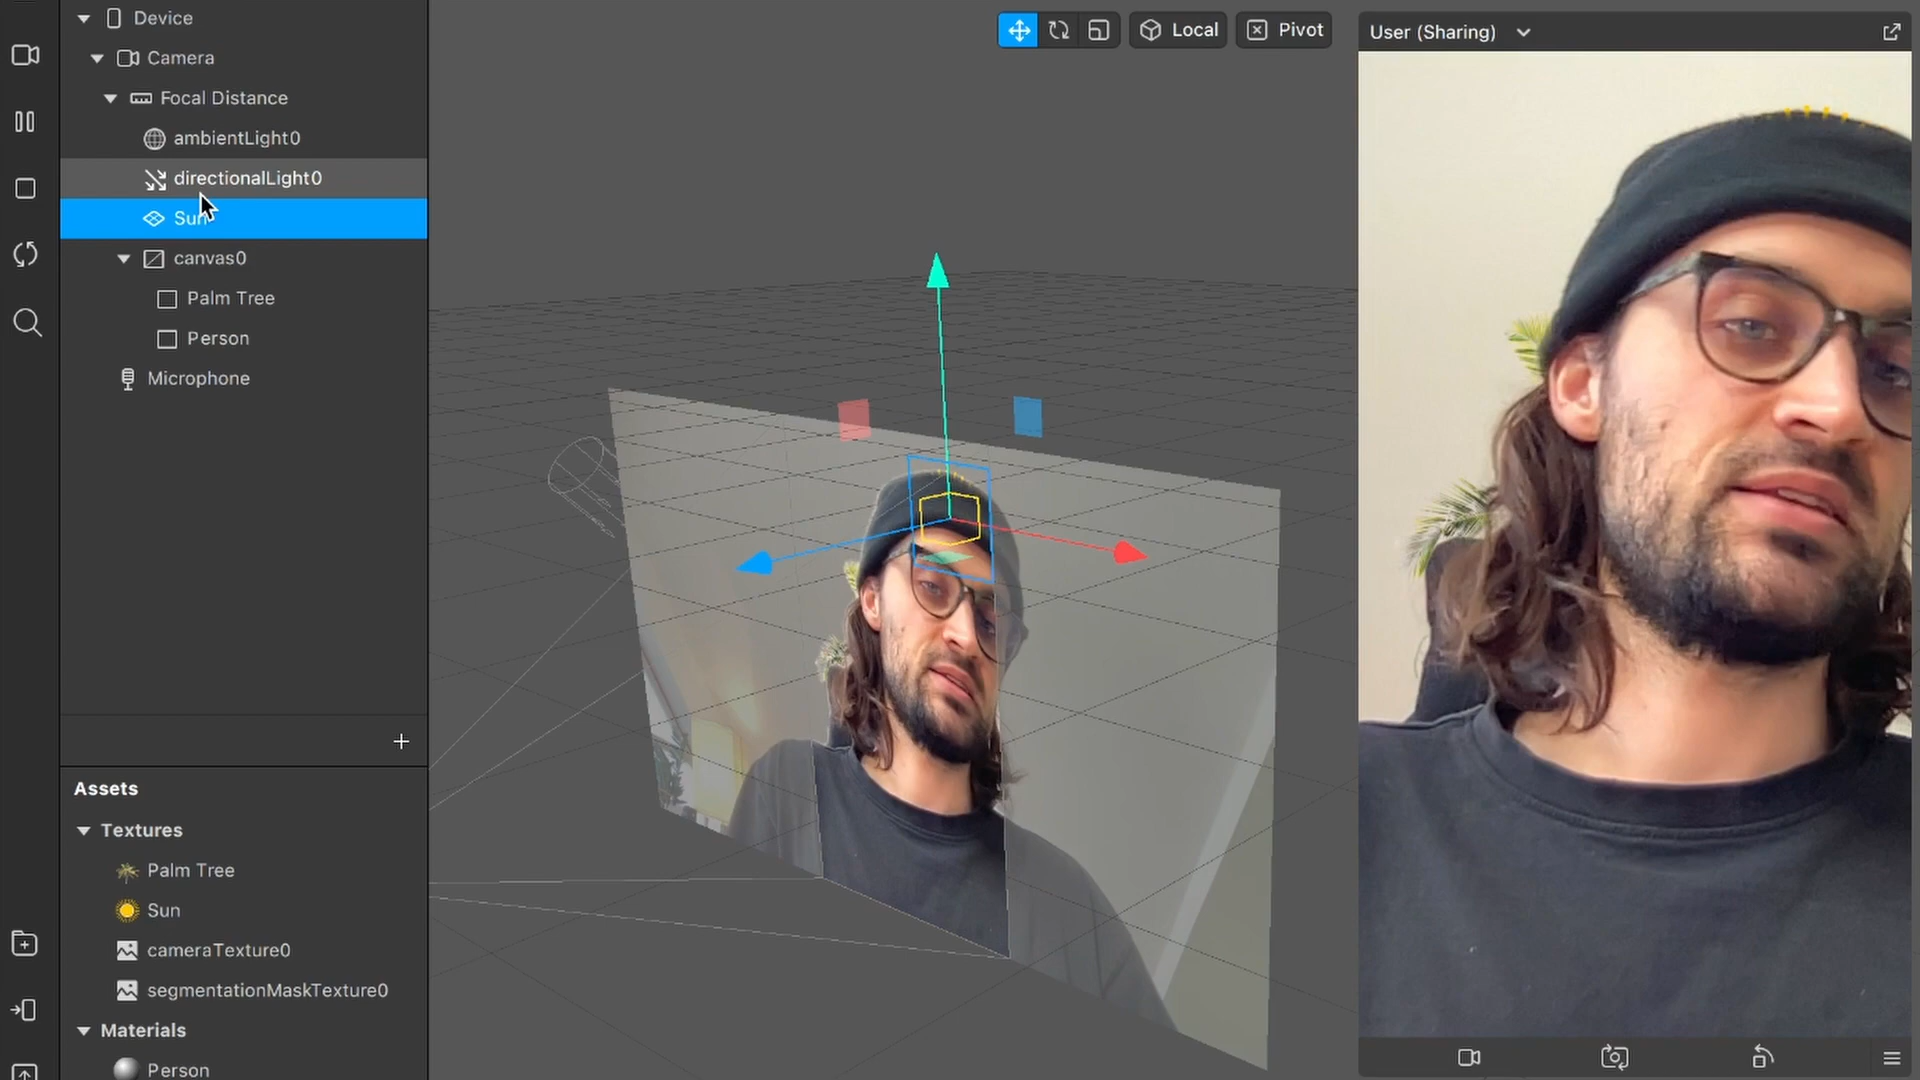 Device
Camera
Focal Distance
ambientLight0
directionalLight0
Sun
canvas0
Palm Tree
Person
Microphone
Assets
Textures
Palm Tree
Sun
cameraTexture0
segmentationMaskTexture0
Materials
Person
Local
Pivot
User (Sharing)